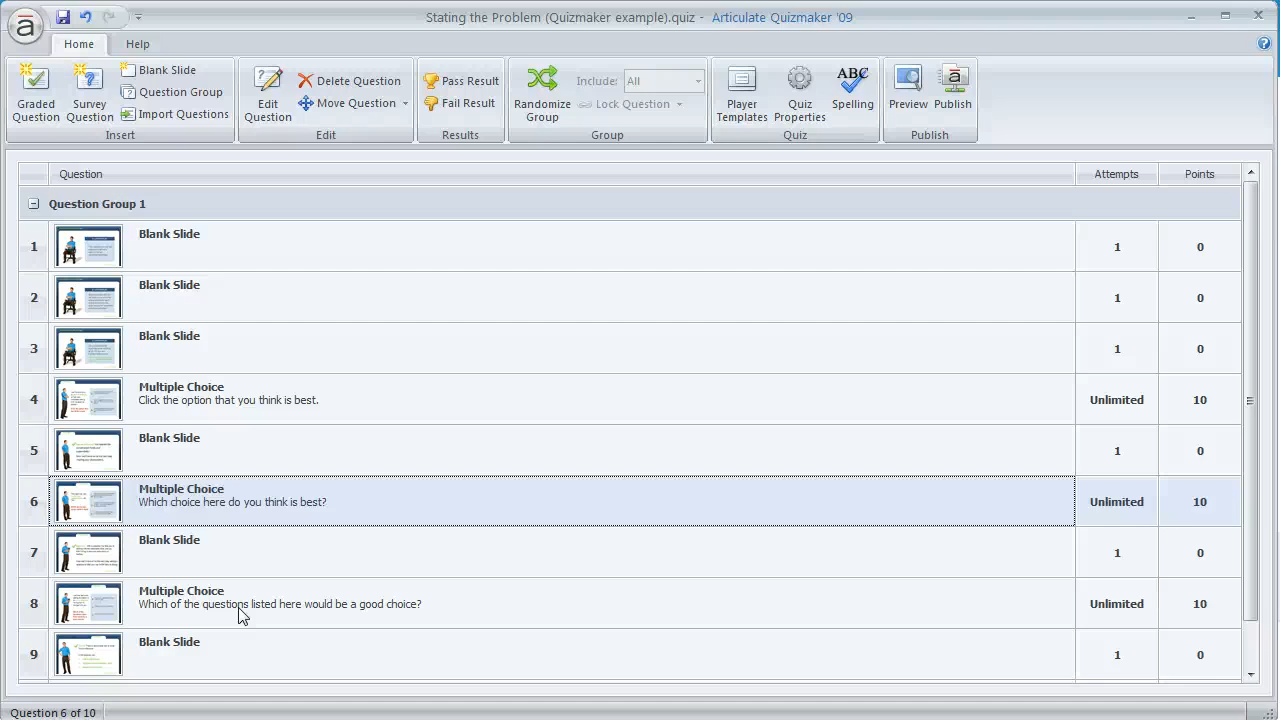 Sizing the Problem (Quizmaker example).quiz - Articulate Quizmaker '09
Home
Help
Graded Question
Survey Question
Blank Slide
Question Group
Import Questions
Insert
Edit Question
Delete Question
Move Question
Edit
Pass Result
Fail Result
Results
Randomize Group
Include:
All
Lock Question
Group
Player Templates
Quiz Properties
ABC
Spelling
Quiz
Preview
Publish
Publish
Question
Attempts
Points
Question Group 1
1
Blank Slide
1
0
2
Blank Slide
1
0
3
Blank Slide
1
0
4
Multiple Choice
Click the option that you think is best.
Unlimited
10
5
Blank Slide
1
0
6
Multiple Choice
Which choice here do you think is best?
Unlimited
10
7
Blank Slide
1
0
8
Multiple Choice
Which of the questions listed here would be a good choice?
Unlimited
10
9
Blank Slide
1
0
Question 6 of 10